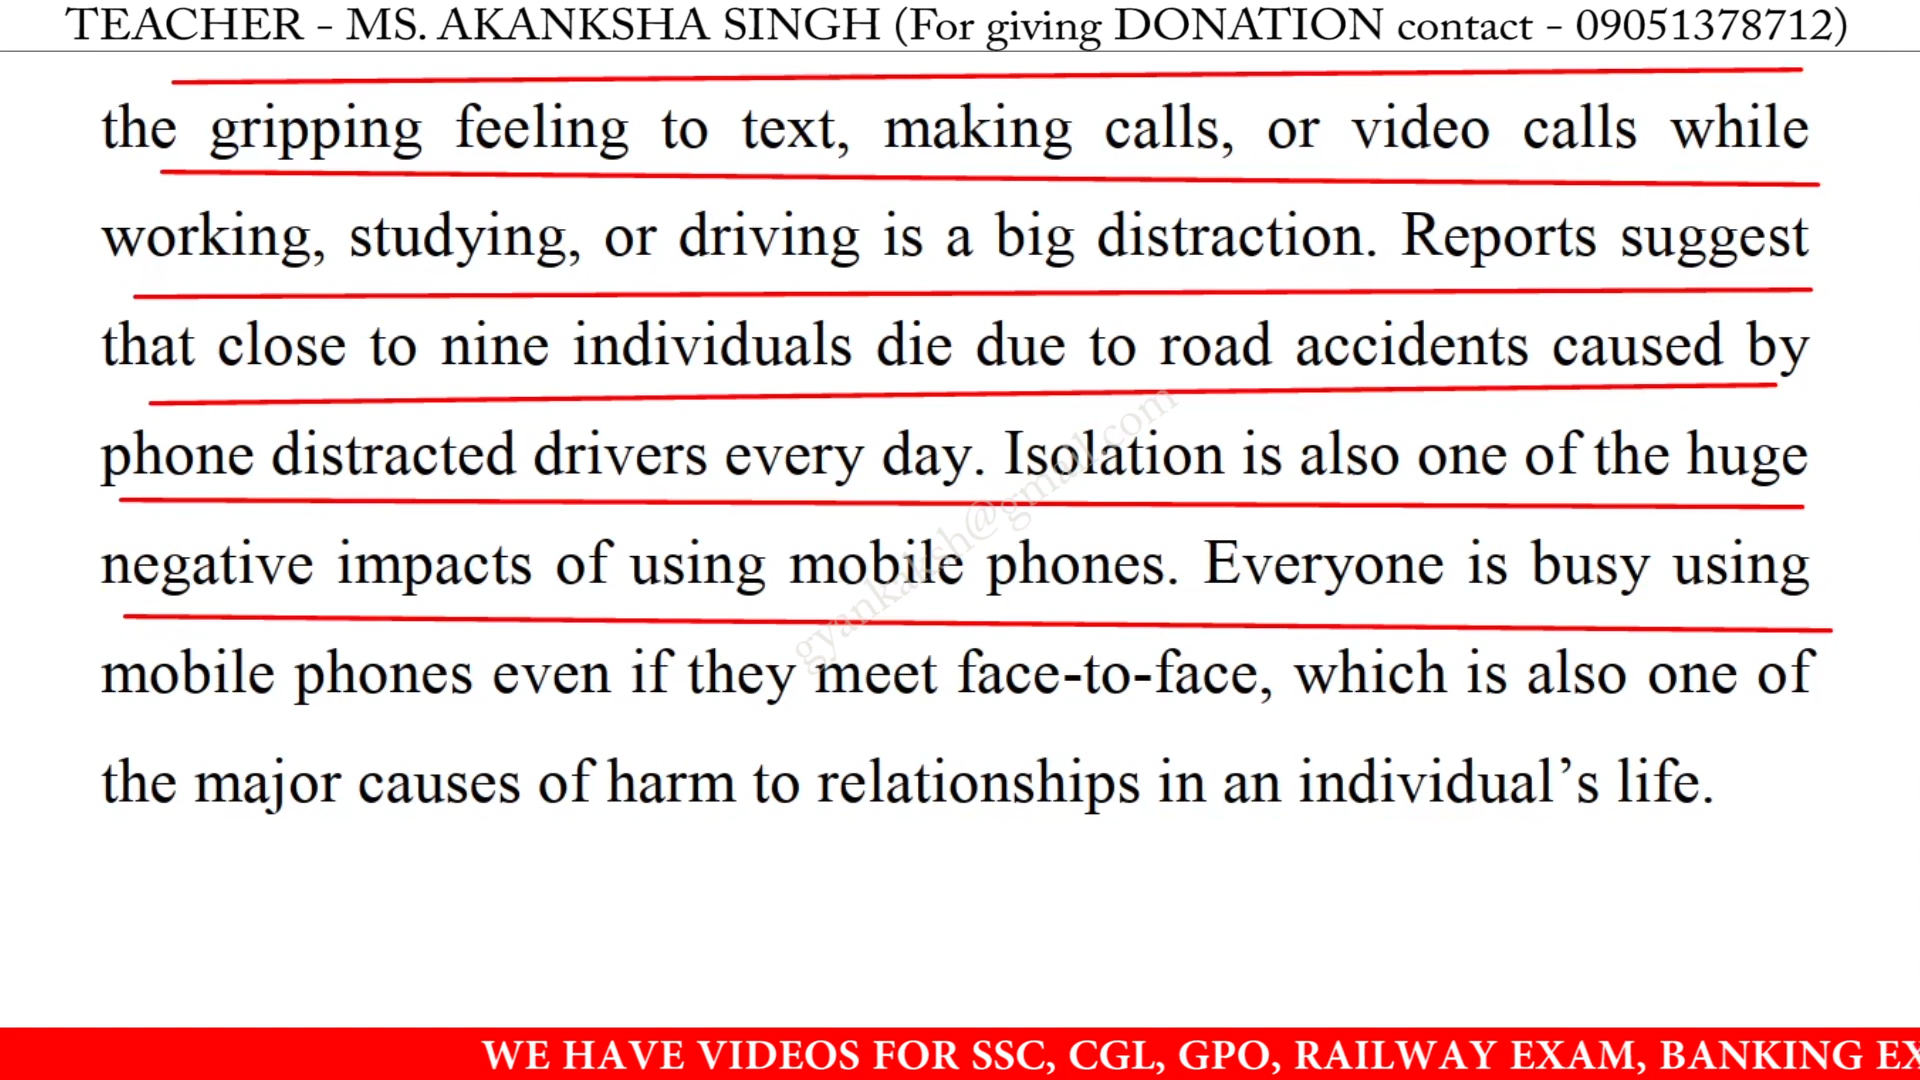 TEACHER - MS. AKANKSHA SINGH (For giving DONATION contact - 09051378712)
the gripping feeling to text, making calls, or video calls while
working, studying, or driving is a big distraction. Reports suggest
that close to nine individuals die due to road accidents caused by
phone distracted drivers every day. Isolation is also one of the huge
negative impacts of using mobile phones. Everyone is busy using
mobile phones even if they meet face-to-face, which is also one of
the major causes of harm to relationships in an individual’s life.
gyankaksh@gmail.com
WE HAVE VIDEOS FOR SSC, CGL, GPO, RAILWAY EXAM, BANKING EX